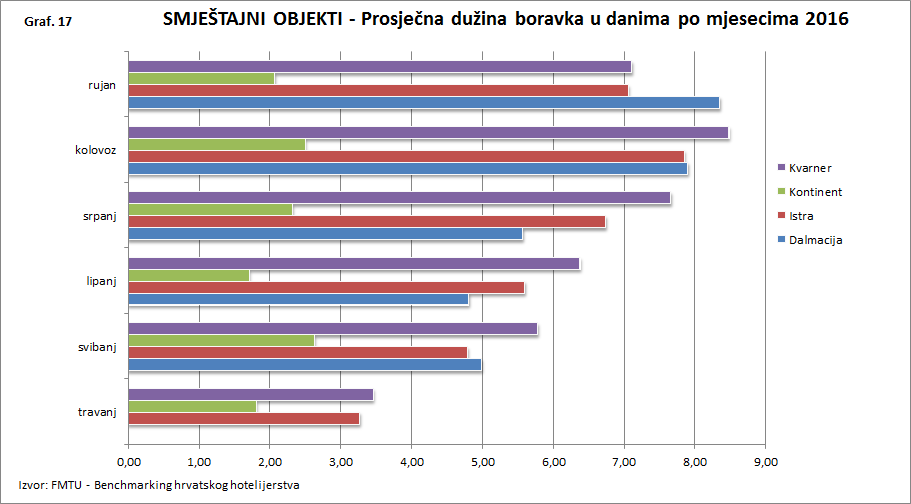 Graf. 17
SMJEŠTAJNI OBJEKTI - Prosječna dužina boravka u danima po mjesecima 2016
rujan
kolovoz
srpanj
lipanj
svibanj
travanj
Kvarner
Kontinent
Istra
Dalmacija
0,00 1,00 2,00 3,00 4,00 5,00 6,00 7,00 8,00 9,00
Izvor: FMTU - Benchmarking hrvatskog hotelijerstva